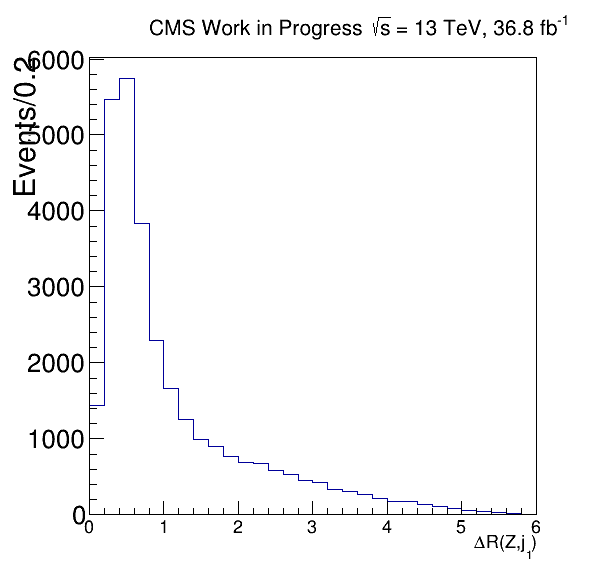 CMS Work in Progress √s = 13 TeV, 36.8 fb⁻¹
Events/0.2
6000
5000
4000
3000
2000
1000
0
0 1 2 3 4 5 6
ΔR(Z,j₁)